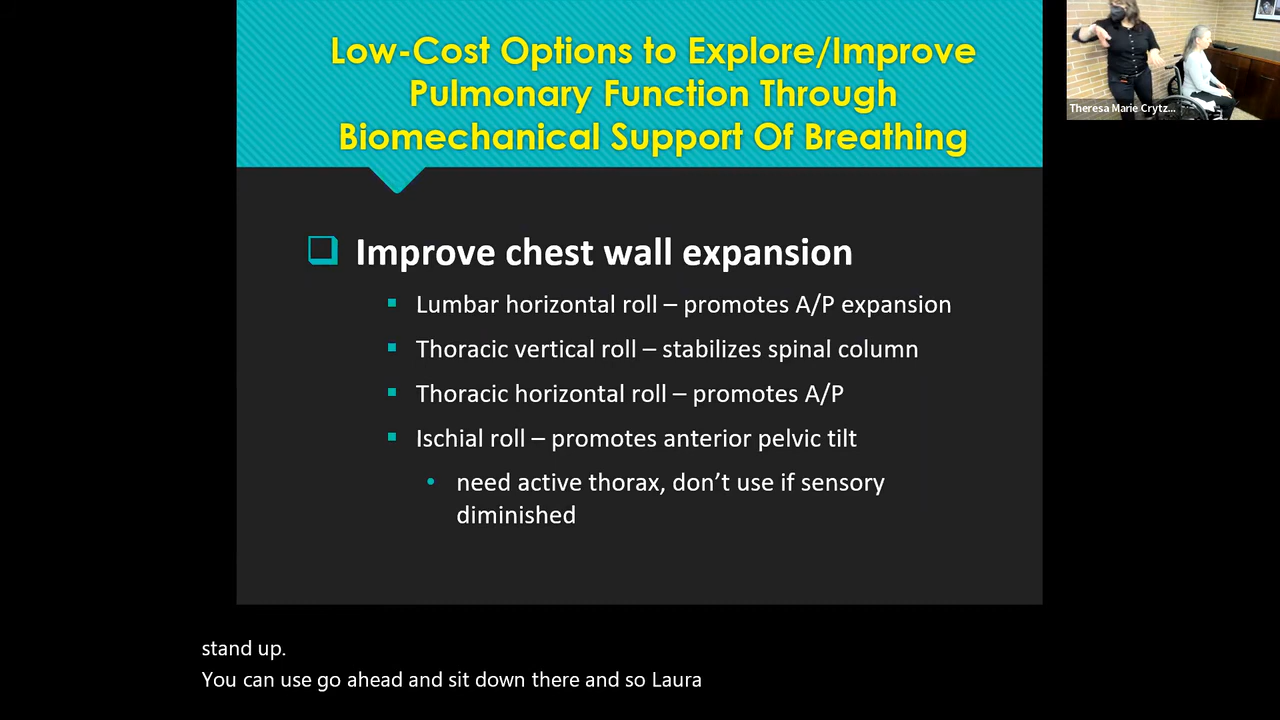 Low-Cost Options to Explore/Improve
Pulmonary Function Through
Biomechanical Support Of Breathing
Theresa Marie Crytz...
Improve chest wall expansion
Lumbar horizontal roll – promotes A/P expansion
Thoracic vertical roll – stabilizes spinal column
Thoracic horizontal roll – promotes A/P
Ischial roll – promotes anterior pelvic tilt
need active thorax, don’t use if sensory
diminished
stand up.
You can use go ahead and sit down there and so Laura